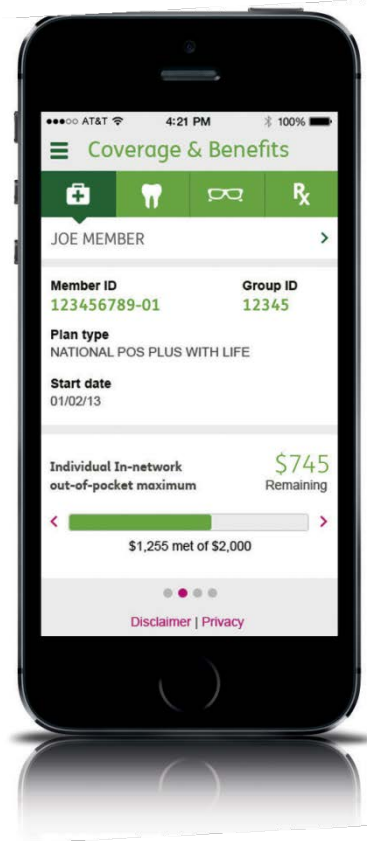 ●●●○○ AT&T 4:21 PM 100%
Coverage & Benefits
Rx
JOE MEMBER >
Member ID Group ID
123456789-01 12345
Plan type
NATIONAL POS PLUS WITH LIFE
Start date
01/02/13
Individual In-network $745
out-of-pocket maximum Remaining
< >
$1,255 met of $2,000
Disclaimer | Privacy